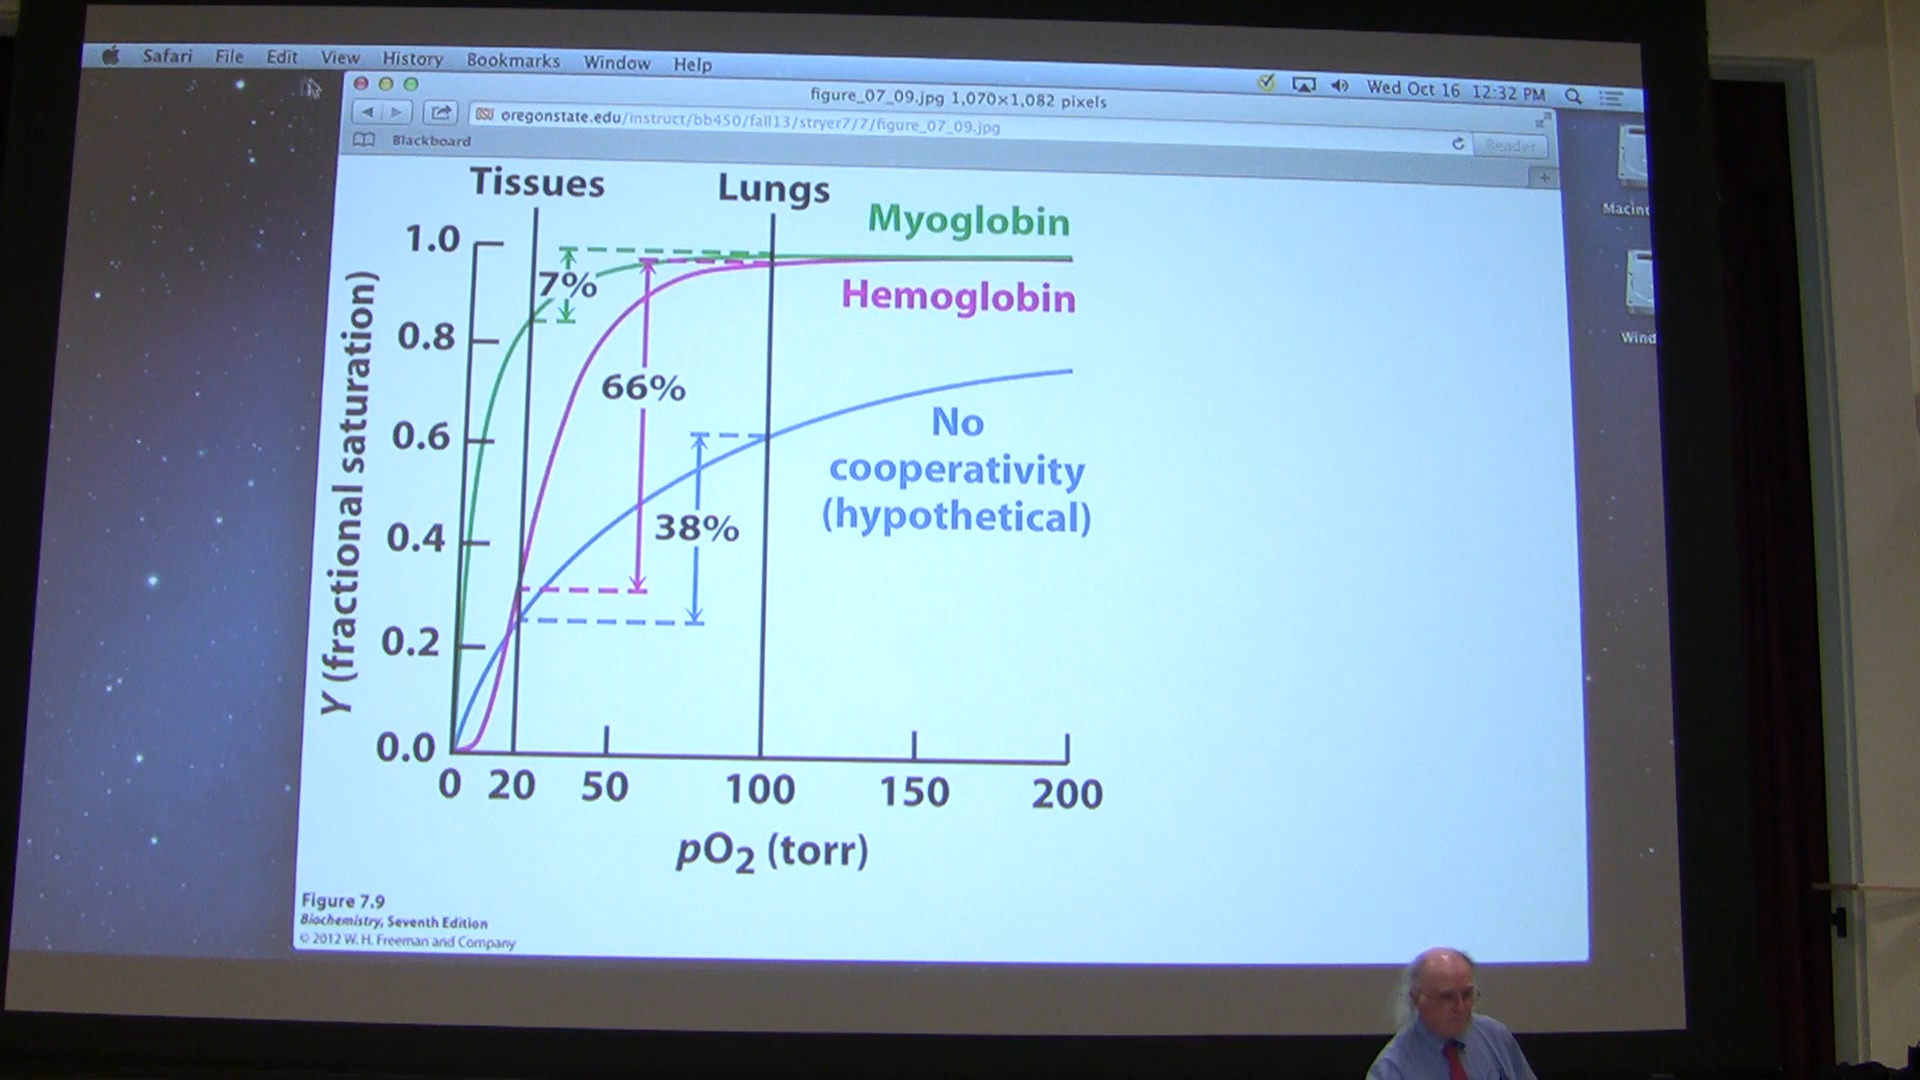 Safari File Edit View History Bookmarks Window Help
Wed Oct 16 12:32 PM
figure_07_09.jpg 1,070×1,082 pixels
oregonstate.edu/instruct/bb450/fall13/stryer7/7/figure_07_09.jpg
Reader
Blackboard
Macint
Wind
Tissues
Lungs
Myoglobin
Hemoglobin
No
cooperativity
(hypothetical)
7%
66%
38%
Y (fractional saturation)
1.0
0.8
0.6
0.4
0.2
0.0
0 20 50 100 150 200
pO2 (torr)
Figure 7.9
Biochemistry, Seventh Edition
© 2012 W. H. Freeman and Company